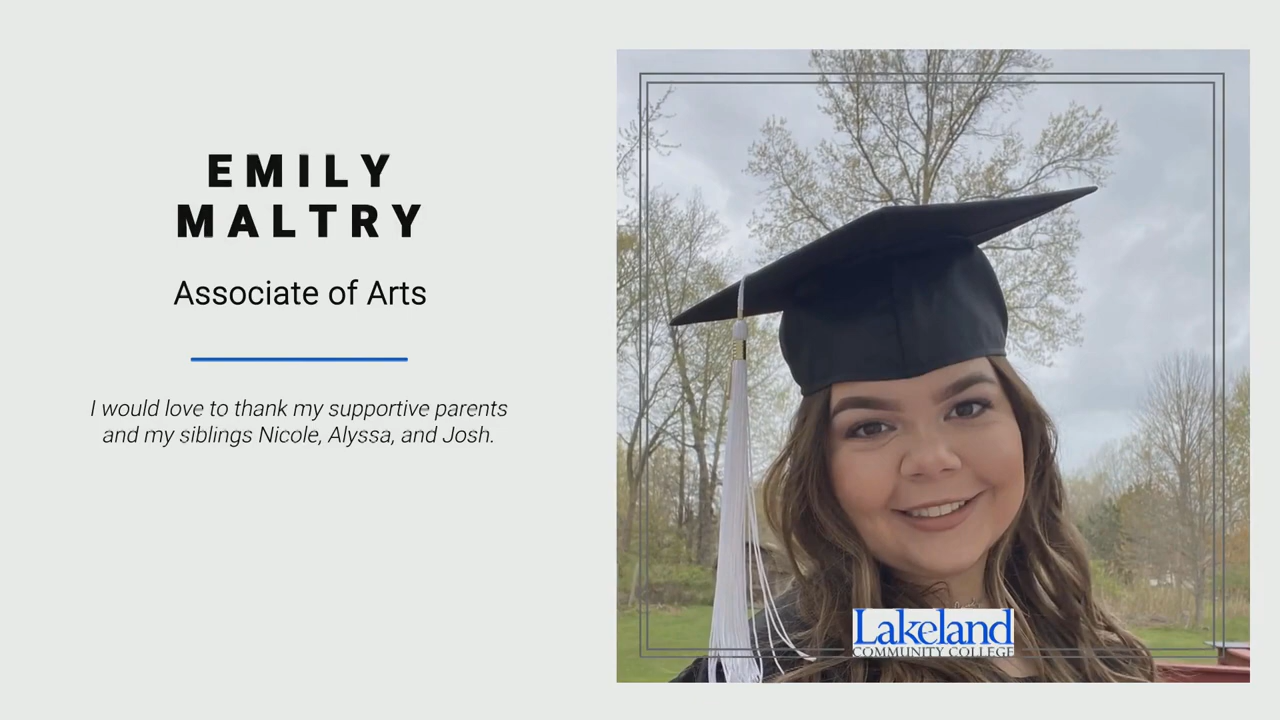 EMILY
MALTRY
Associate of Arts
I would love to thank my supportive parents
and my siblings Nicole, Alyssa, and Josh.
Lakeland
COMMUNITY COLLEGE